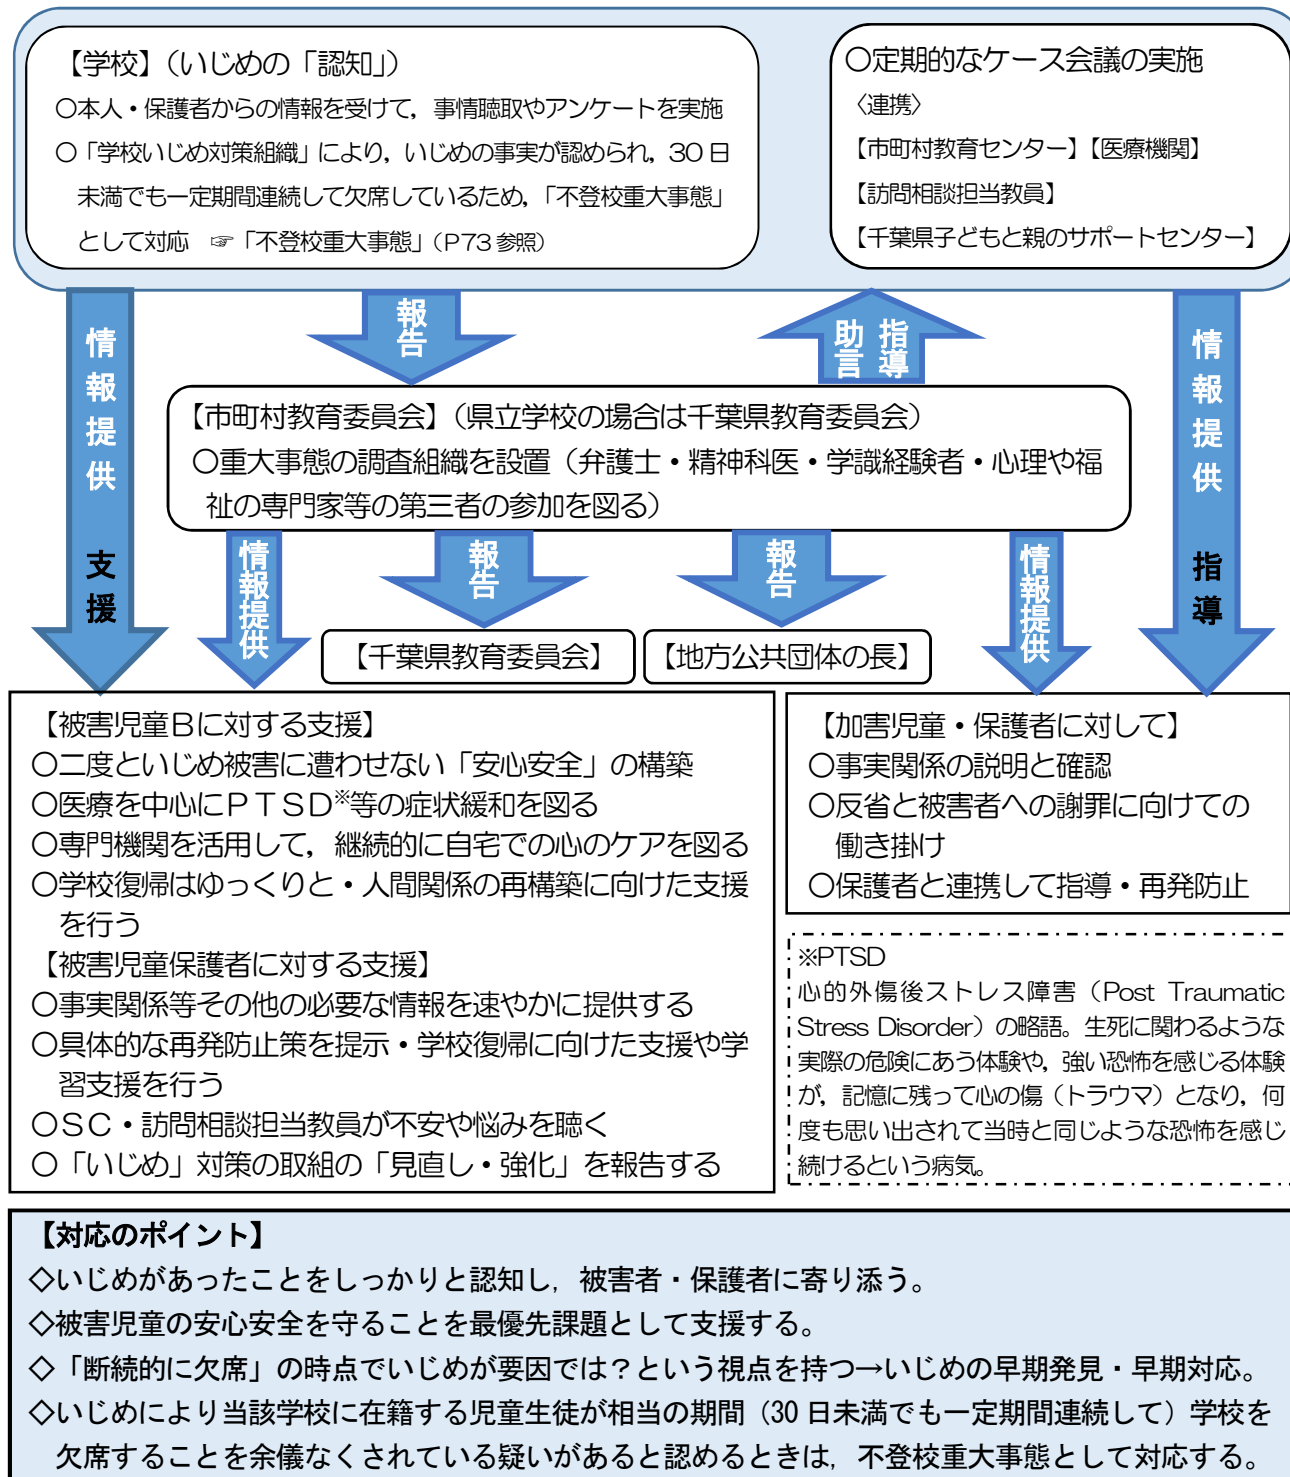 【学校】（いじめの「認知」）
○本人・保護者からの情報を受けて，事情聴取やアンケートを実施
○「学校いじめ対策組織」により，いじめの事実が認められ，30日
未満でも一定期間連続して欠席しているため，「不登校重大事態」
として対応　☞「不登校重大事態」（P73参照）
○定期的なケース会議の実施
〈連携〉
【市町村教育センター】【医療機関】
【訪問相談担当教員】
【千葉県子どもと親のサポートセンター】
情報提供　支援
報告
指導
助言
情報提供　指導
【市町村教育委員会】（県立学校の場合は千葉県教育委員会）
○重大事態の調査組織を設置（弁護士・精神科医・学識経験者・心理や福
祉の専門家等の第三者の参加を図る）
情報提供
報告
報告
情報提供
【千葉県教育委員会】
【地方公共団体の長】
【被害児童Ｂに対する支援】
○二度といじめ被害に遭わせない「安心安全」の構築
○医療を中心にＰＴＳＤ※等の症状緩和を図る
○専門機関を活用して，継続的に自宅での心のケアを図る
○学校復帰はゆっくりと・人間関係の再構築に向けた支援
を行う
【被害児童保護者に対する支援】
○事実関係等その他の必要な情報を速やかに提供する
○具体的な再発防止策を提示・学校復帰に向けた支援や学
習支援を行う
○ＳＣ・訪問相談担当教員が不安や悩みを聴く
○「いじめ」対策の取組の「見直し・強化」を報告する
【加害児童・保護者に対して】
○事実関係の説明と確認
○反省と被害者への謝罪に向けての
働き掛け
○保護者と連携して指導・再発防止
※PTSD
心的外傷後ストレス障害（Post Traumatic
Stress Disorder）の略語。生死に関わるような
実際の危険にあう体験や，強い恐怖を感じる体験
が，記憶に残って心の傷（トラウマ）となり，何
度も思い出されて当時と同じような恐怖を感じ
続けるという病気。
【対応のポイント】
◇いじめがあったことをしっかりと認知し，被害者・保護者に寄り添う。
◇被害児童の安心安全を守ることを最優先課題として支援する。
◇「断続的に欠席」の時点でいじめが要因では？という視点を持つ→いじめの早期発見・早期対応。
◇いじめにより当該学校に在籍する児童生徒が相当の期間（30日未満でも一定期間連続して）学校を
欠席することを余儀なくされている疑いがあると認めるときは，不登校重大事態として対応する。